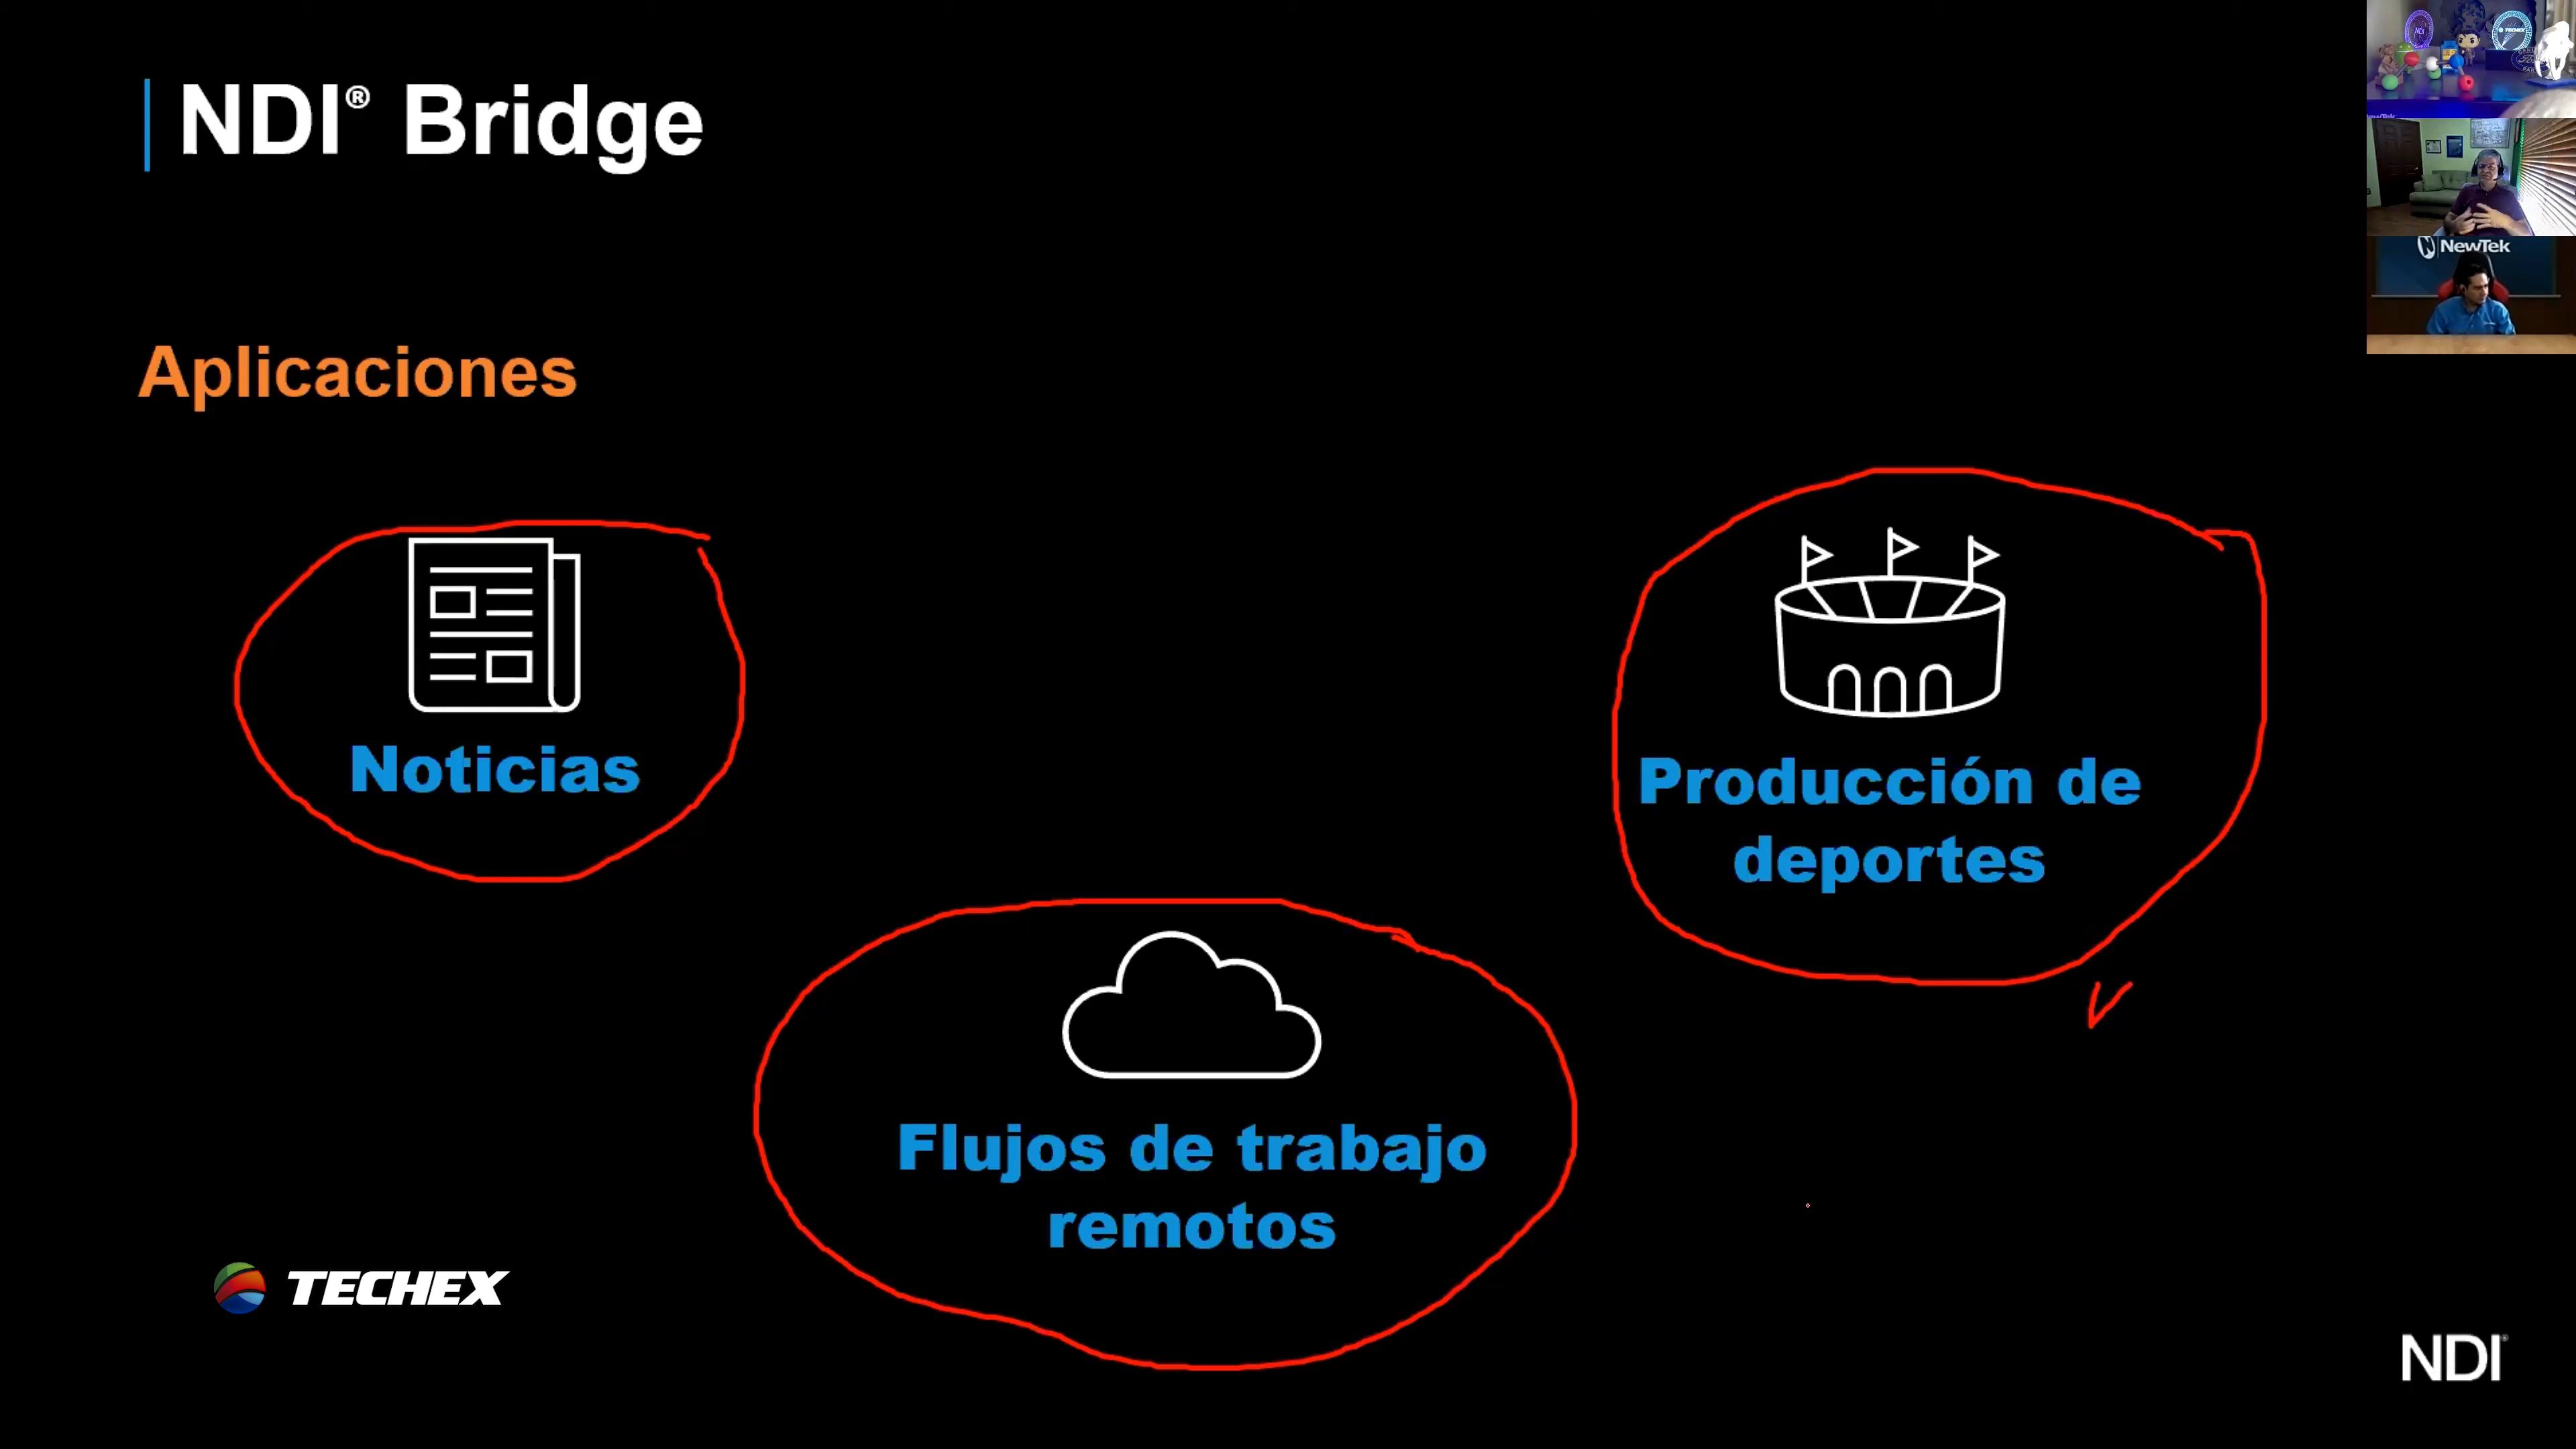 NDI® Bridge
NewTek
Aplicaciones
Noticias
Producción de
deportes
Flujos de trabajo
remotos
TECHEX
NDI